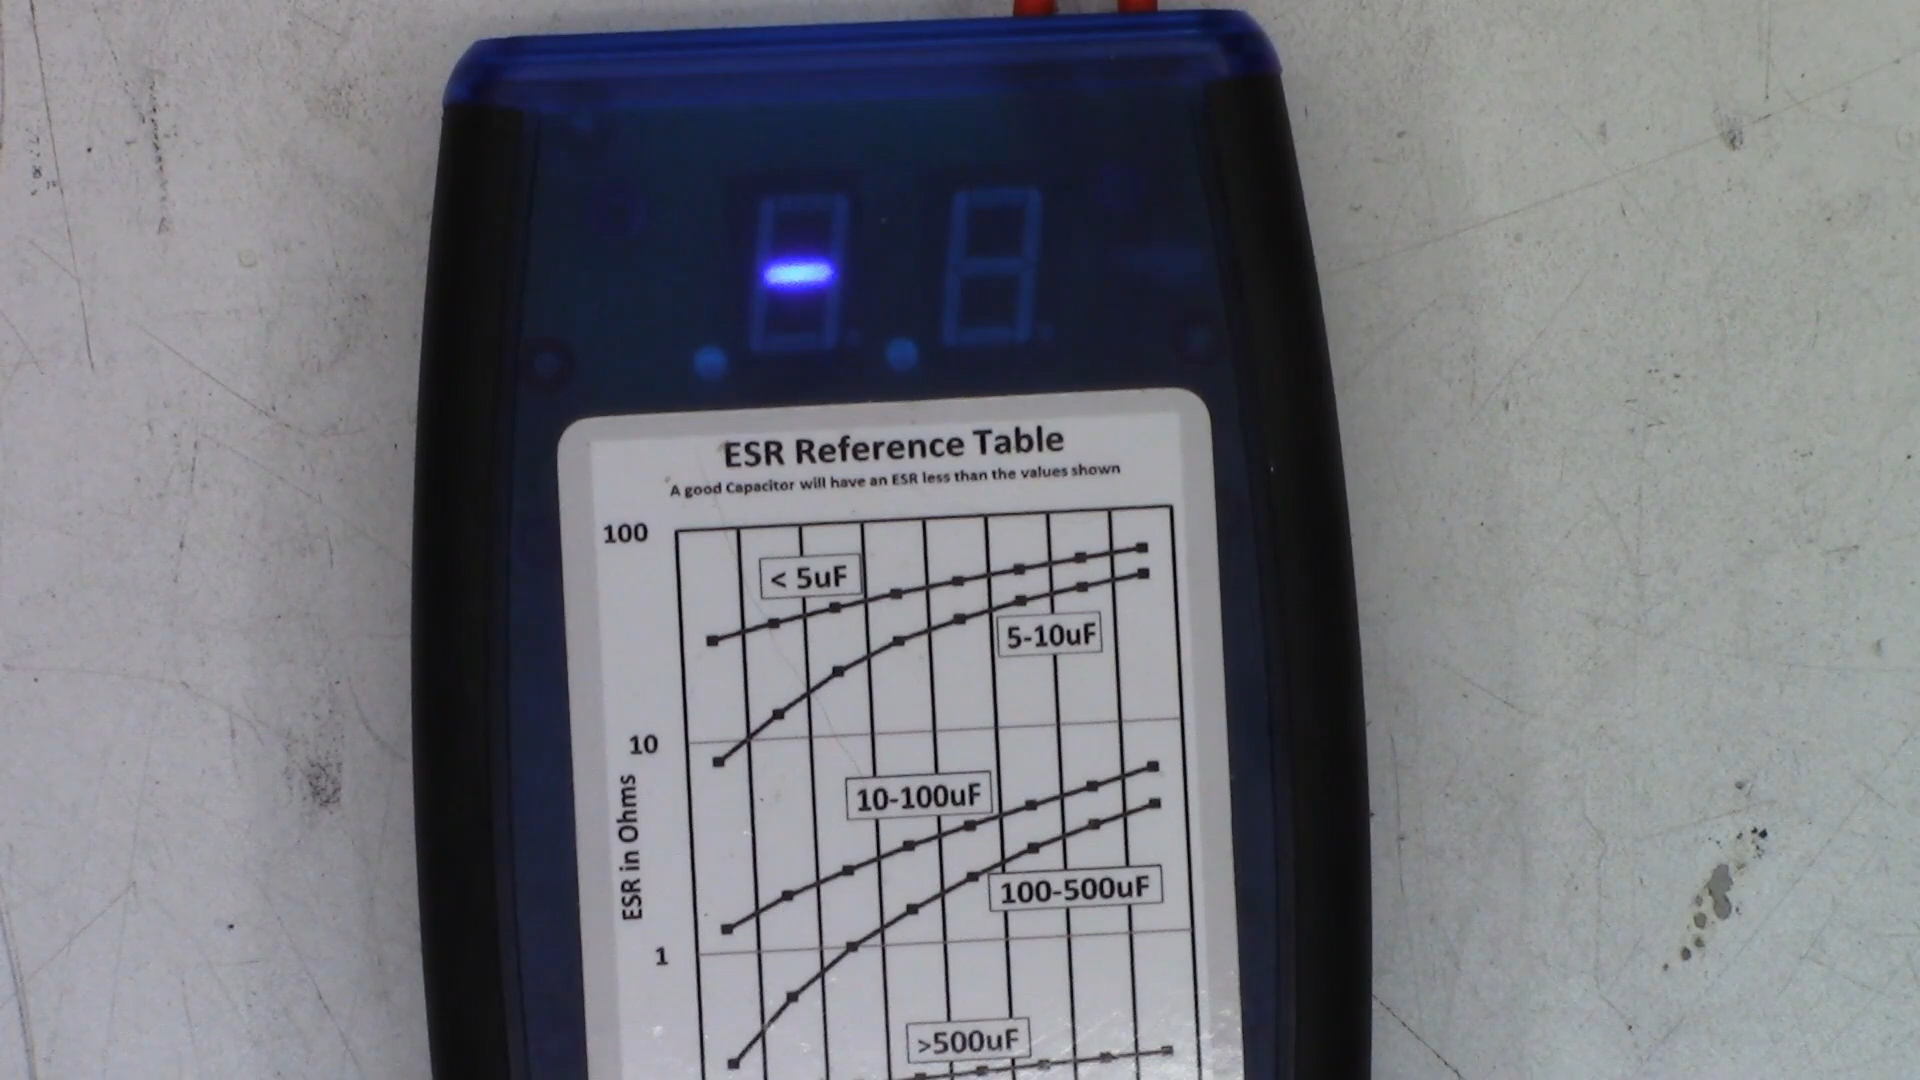 -
ESR Reference Table
A good Capacitor will have an ESR less than the values shown
100
< 5uF
5-10uF
10
10-100uF
ESR in Ohms
100-500uF
1
>500uF